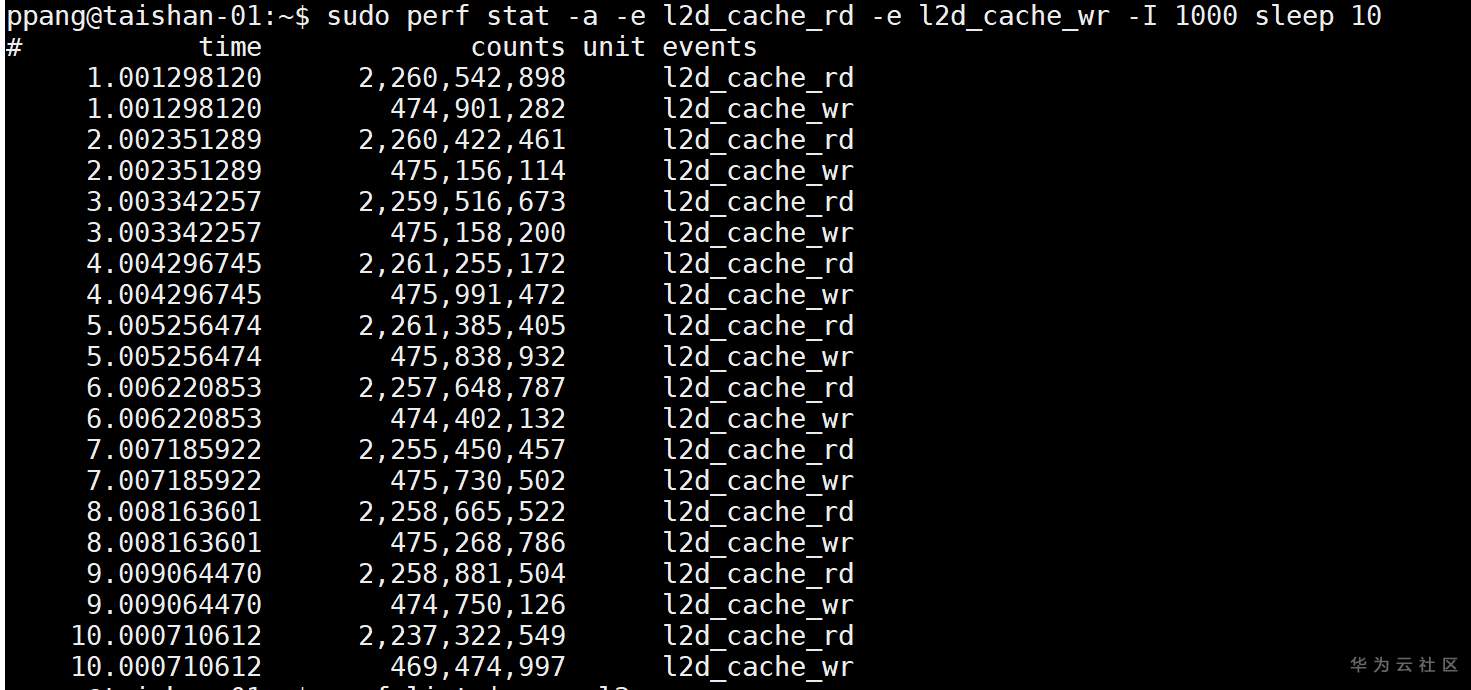 ppang@taishan-01:~$ sudo perf stat -a -e l2d_cache_rd -e l2d_cache_wr -I 1000 sleep 10
# time counts unit events
1.001298120 2,260,542,898 l2d_cache_rd
1.001298120 474,901,282 l2d_cache_wr
2.002351289 2,260,422,461 l2d_cache_rd
2.002351289 475,156,114 l2d_cache_wr
3.003342257 2,259,516,673 l2d_cache_rd
3.003342257 475,158,200 l2d_cache_wr
4.004296745 2,261,255,172 l2d_cache_rd
4.004296745 475,991,472 l2d_cache_wr
5.005256474 2,261,385,405 l2d_cache_rd
5.005256474 475,838,932 l2d_cache_wr
6.006220853 2,257,648,787 l2d_cache_rd
6.006220853 474,402,132 l2d_cache_wr
7.007185922 2,255,450,457 l2d_cache_rd
7.007185922 475,730,502 l2d_cache_wr
8.008163601 2,258,665,522 l2d_cache_rd
8.008163601 475,268,786 l2d_cache_wr
9.009064470 2,258,881,504 l2d_cache_rd
9.009064470 474,750,126 l2d_cache_wr
10.000710612 2,237,322,549 l2d_cache_rd
10.000710612 469,474,997 l2d_cache_wr
华为云社区